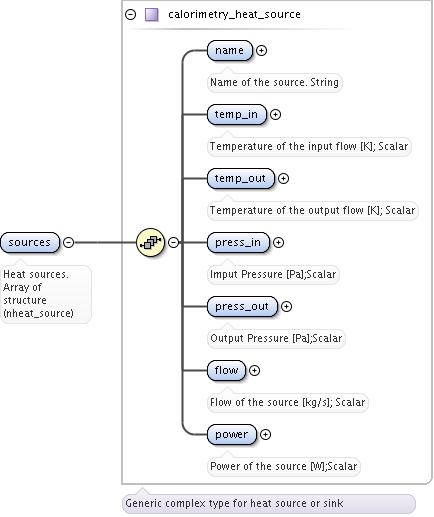 calorimetry_heat_source
name
Name of the source. String
temp_in
Temperature of the input flow [K]; Scalar
temp_out
Temperature of the output flow [K]; Scalar
sources
Heat sources.
Array of
structure
(nheat_source)
press_in
Imput Pressure [Pa];Scalar
press_out
Output Pressure [Pa];Scalar
flow
Flow of the source [kg/s]; Scalar
power
Power of the source [W];Scalar
Generic complex type for heat source or sink